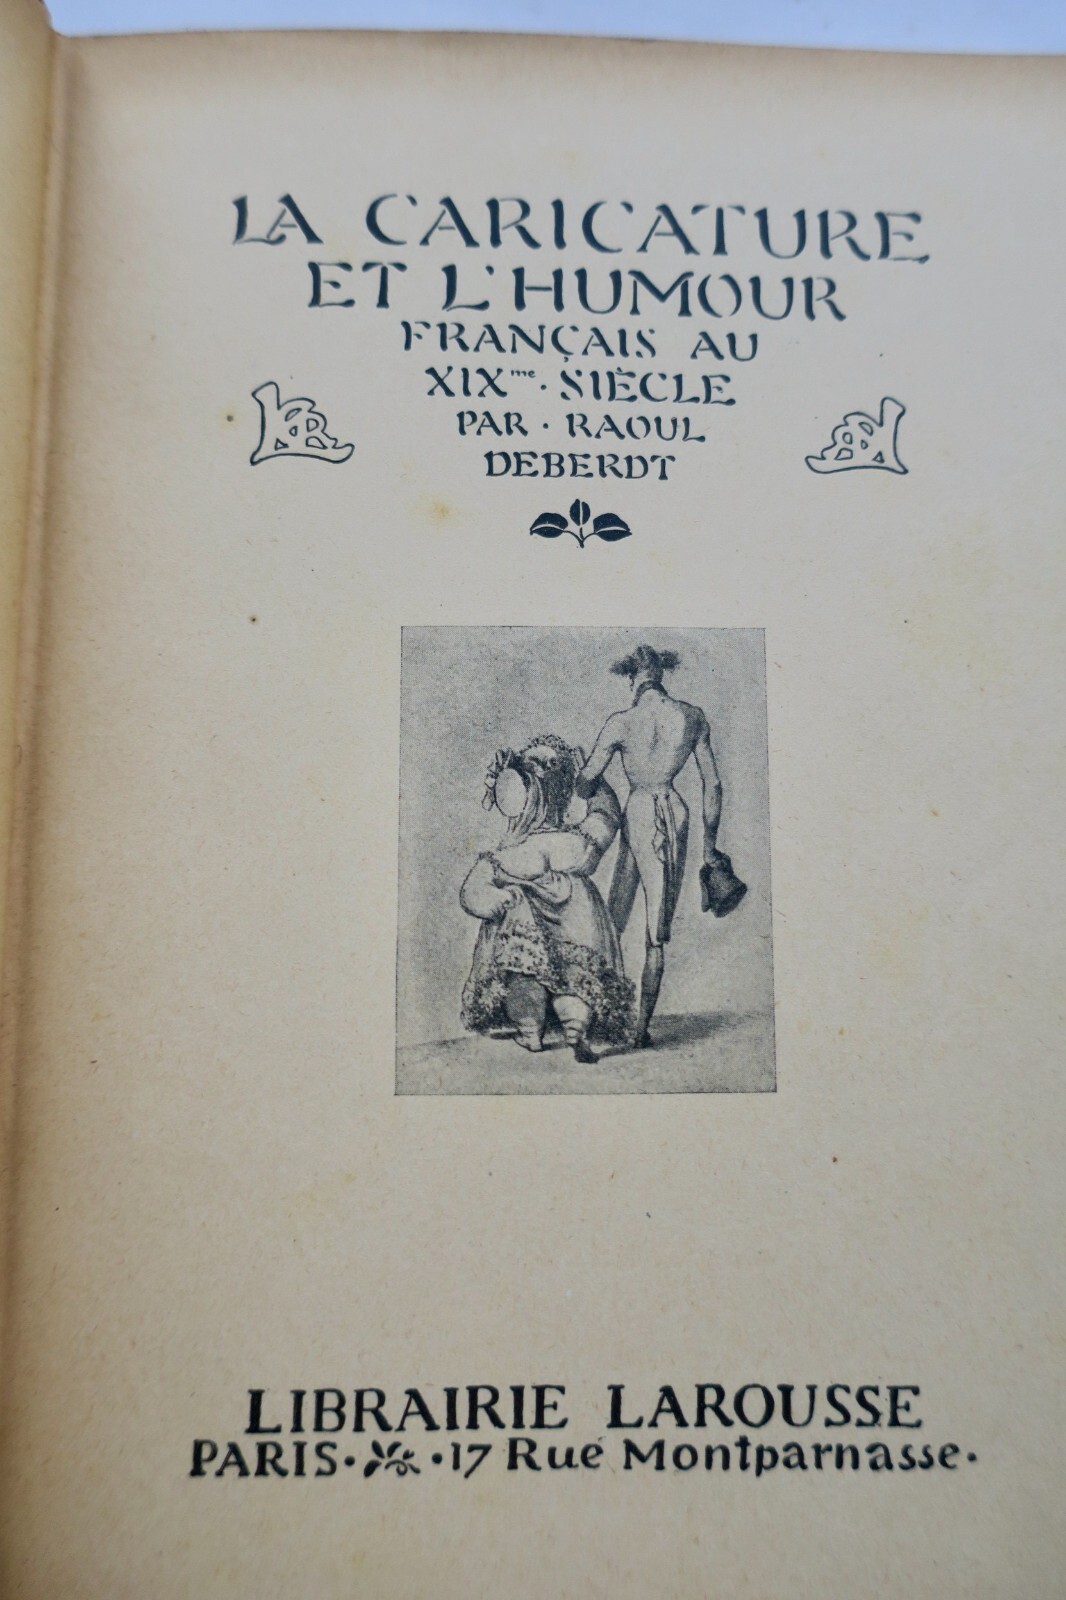 LA CARICATURE
ET L'HUMOUR
FRANÇAIS AU
XIXme · SIÈCLE
PAR · RAOUL
DEBERDT
LIBRAIRIE LAROUSSE
PARIS · · 17 Rue Montparnasse ·